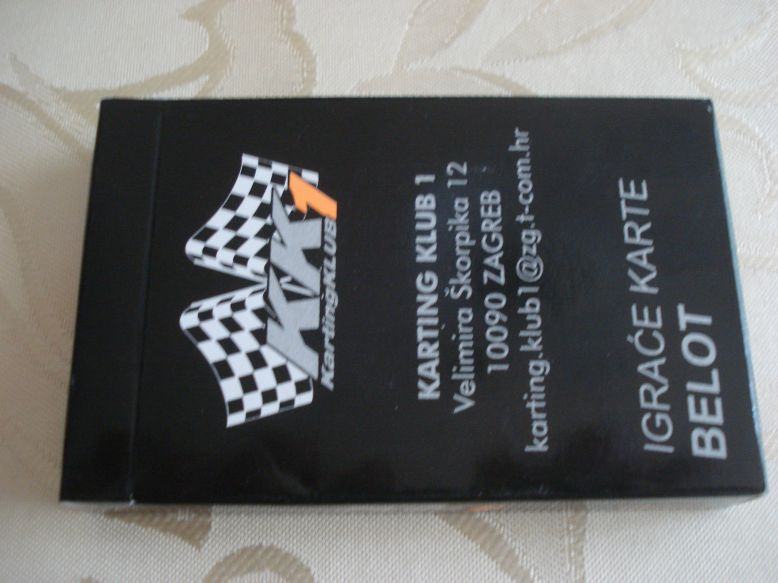 KK1
KartingKLUB
KARTING KLUB 1
Velimira Škorpika 12
10090 ZAGREB
karting.klub1@zg.t-com.hr
IGRAĆE KARTE
BELOT